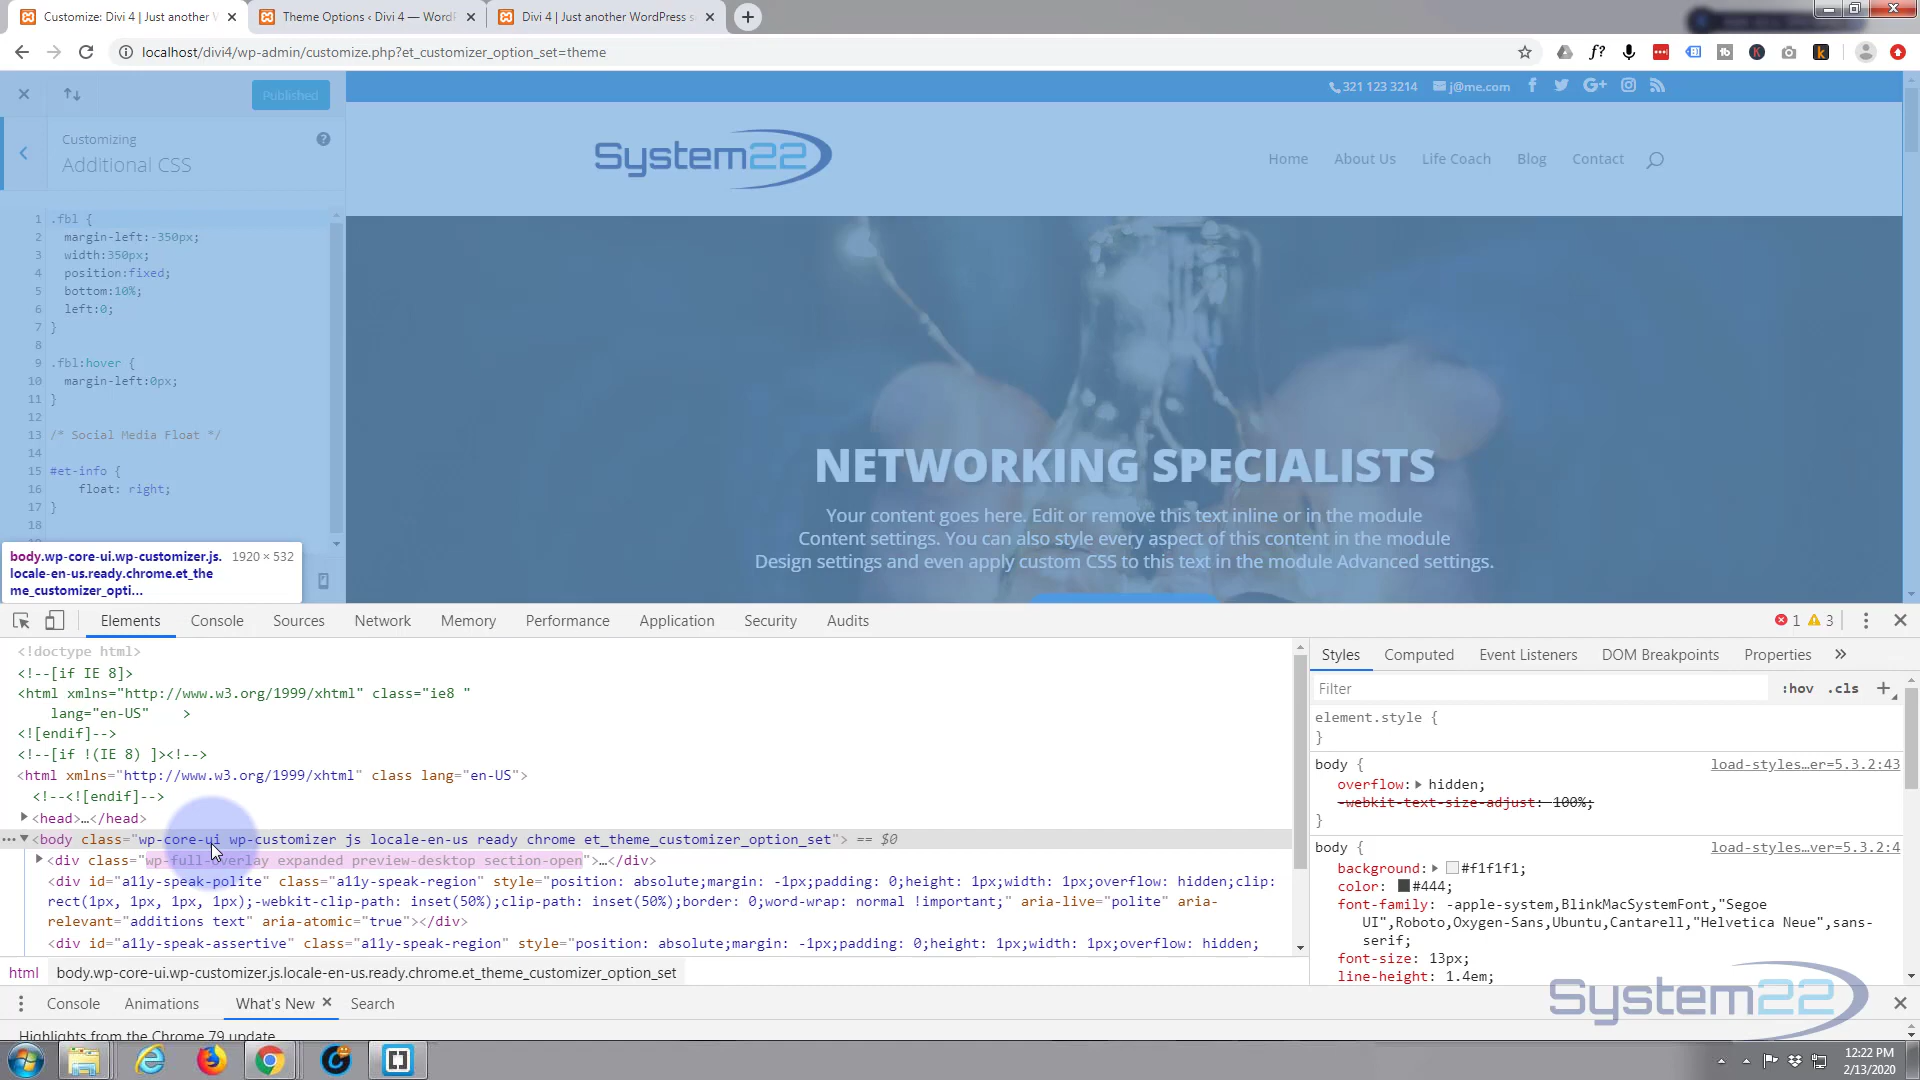 Customize: Divi 4 | Just another W
Theme Options ‹ Divi 4 — WordP
Divi 4 | Just another WordPress s
localhost/divi4/wp-admin/customize.php?et_customizer_option_set=theme
Published
321 123 3214
j@me.com
Customizing
Additional CSS
System22
Home
About Us
Life Coach
Blog
Contact
1 .fbl {
2 margin-left:-350px;
3 width:350px;
4 position:fixed;
5 bottom:10%;
6 left:0;
7 }
8
9 .fbl:hover {
10 margin-left:0px;
11 }
12
13 /* Social Media Float */
14
15 #et-info {
16 float: right;
17 }
18
NETWORKING SPECIALISTS
Your content goes here. Edit or remove this text inline or in the module
Content settings. You can also style every aspect of this content in the module
Design settings and even apply custom CSS to this text in the module Advanced settings.
body.wp-core-ui.wp-customizer.js. 1920 × 532
locale-en-us.ready.chrome.et_the
me_customizer_opti...
Elements
Console
Sources
Network
Memory
Performance
Application
Security
Audits
1
3
<!doctype html>
<!--[if IE 8]>
<html xmlns="http://www.w3.org/1999/xhtml" class="ie8 "
lang="en-US" >
<![endif]-->
<!--[if !(IE 8) ]><!-->
<html xmlns="http://www.w3.org/1999/xhtml" class lang="en-US">
<!--<![endif]-->
<head>…</head>
<body class="wp-core-ui wp-customizer js locale-en-us ready chrome et_theme_customizer_option_set"> == $0
<div class="wp-full-overlay expanded preview-desktop section-open">…</div>
<div id="a11y-speak-polite" class="a11y-speak-region" style="position: absolute;margin: -1px;padding: 0;height: 1px;width: 1px;overflow: hidden;clip:
rect(1px, 1px, 1px, 1px);-webkit-clip-path: inset(50%);clip-path: inset(50%);border: 0;word-wrap: normal !important;" aria-live="polite" aria-
relevant="additions text" aria-atomic="true"></div>
<div id="a11y-speak-assertive" class="a11y-speak-region" style="position: absolute;margin: -1px;padding: 0;height: 1px;width: 1px;overflow: hidden;
html
body.wp-core-ui.wp-customizer.js.locale-en-us.ready.chrome.et_theme_customizer_option_set
Styles
Computed
Event Listeners
DOM Breakpoints
Properties
Filter
:hov
.cls
element.style {
}
body { load-styles…er=5.3.2:43
overflow: hidden;
-webkit-text-size-adjust: 100%;
}
body { load-styles…ver=5.3.2:4
background: #f1f1f1;
color: #444;
font-family: -apple-system,BlinkMacSystemFont,"Segoe
UI",Roboto,Oxygen-Sans,Ubuntu,Cantarell,"Helvetica Neue",sans-
serif;
font-size: 13px;
line-height: 1.4em;
Console
Animations
What's New
Search
Highlights from the Chrome 79 update
System22
12:22 PM
2/13/2020